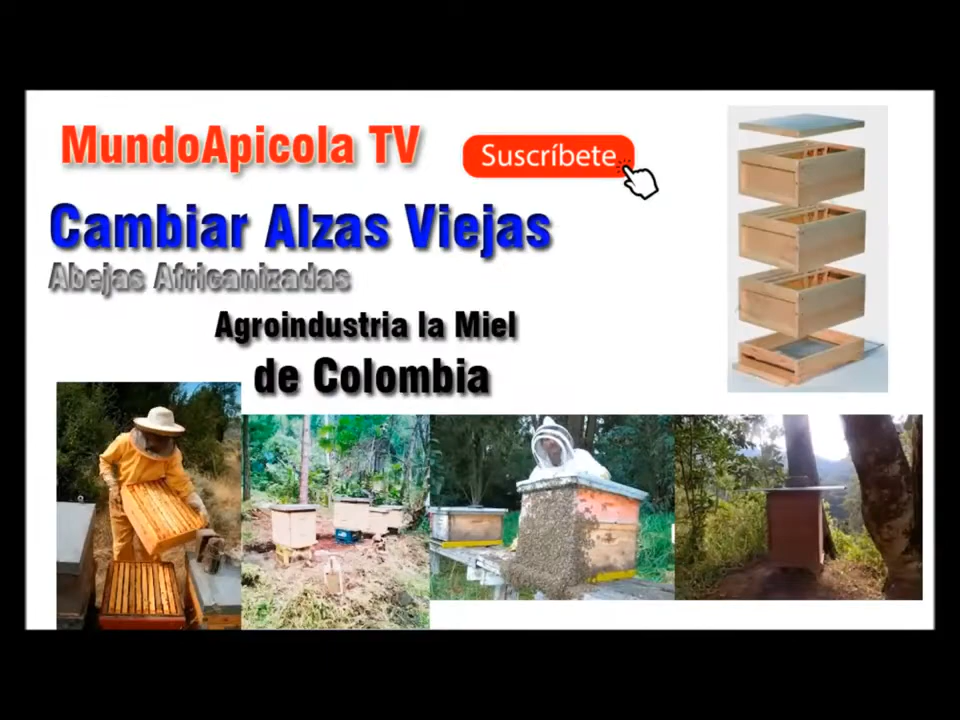 MundoApicola TV
Suscríbete
Cambiar Alzas Viejas
Abejas Africanizadas
Agroindustria la Miel
de Colombia